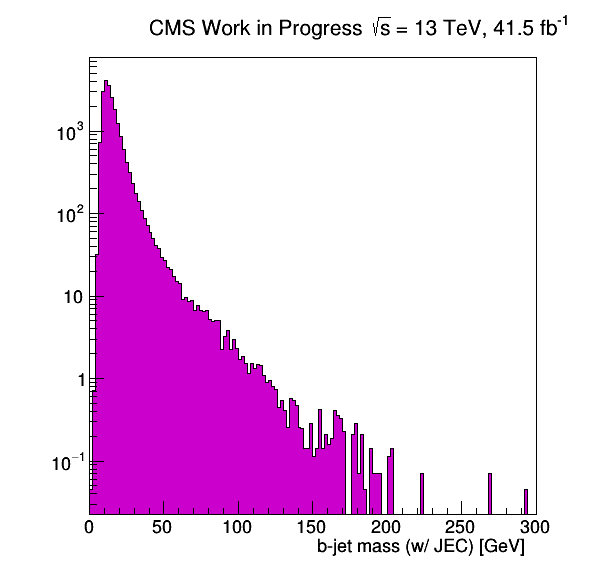 CMS Work in Progress √s = 13 TeV, 41.5 fb⁻¹
10³
10²
10
1
10⁻¹
0 50 100 150 200 250 300
b-jet mass (w/ JEC) [GeV]